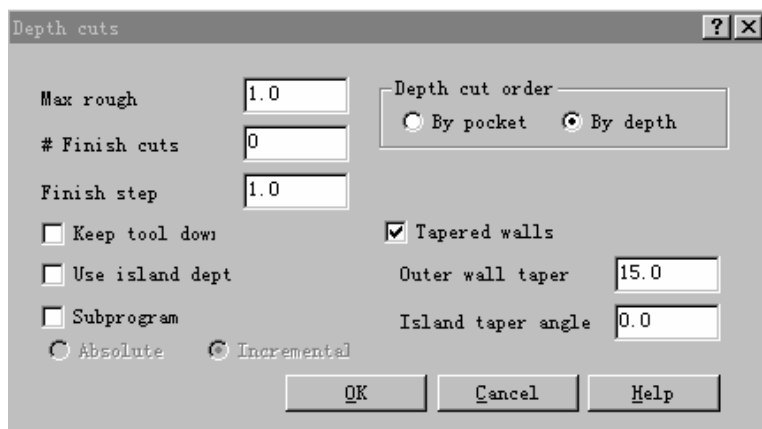 Depth cuts
? X
Max rough 1.0
# Finish cuts 0
Finish step 1.0
Depth cut order
By pocket By depth
Keep tool down
Use island dept
Subprogram
Absolute Incremental
Tapered walls
Outer wall taper 15.0
Island taper angle 0.0
OK Cancel Help